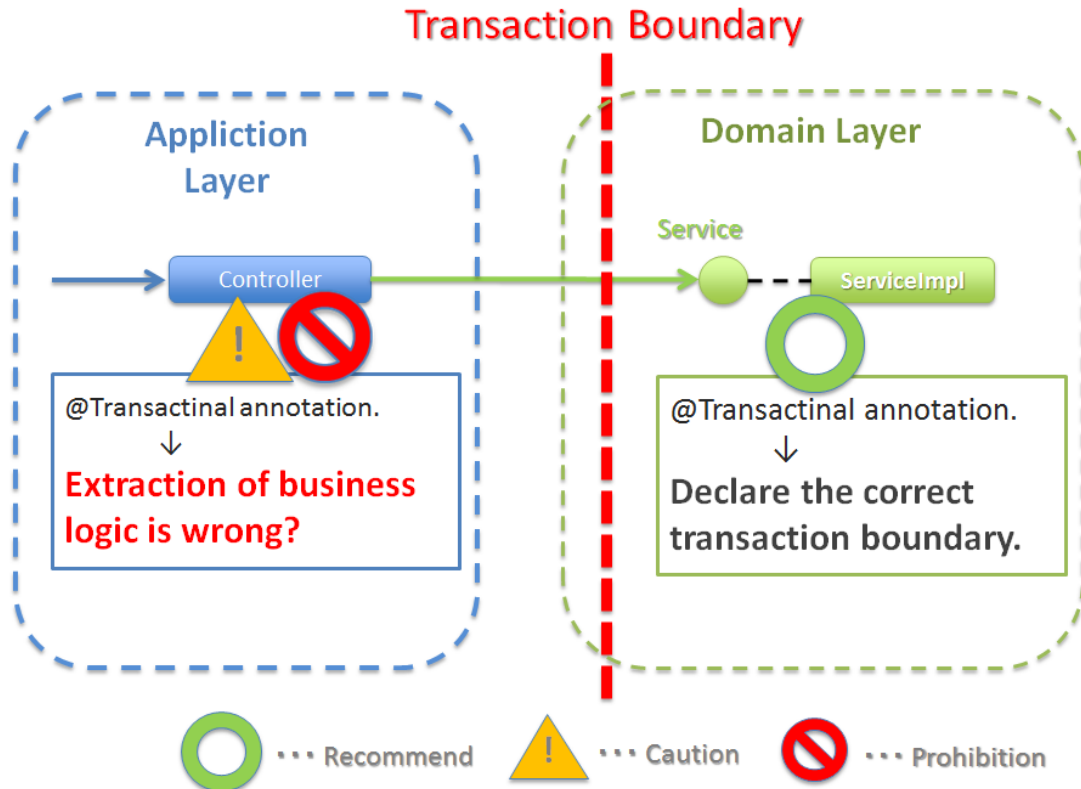 Transaction Boundary
Appliction
Layer
Domain Layer
Service
Controller
ServiceImpl
!
@Transactinal annotation.
↓
Extraction of business
logic is wrong?
@Transactinal annotation.
↓
Declare the correct
transaction boundary.
··· Recommend
! ··· Caution
··· Prohibition